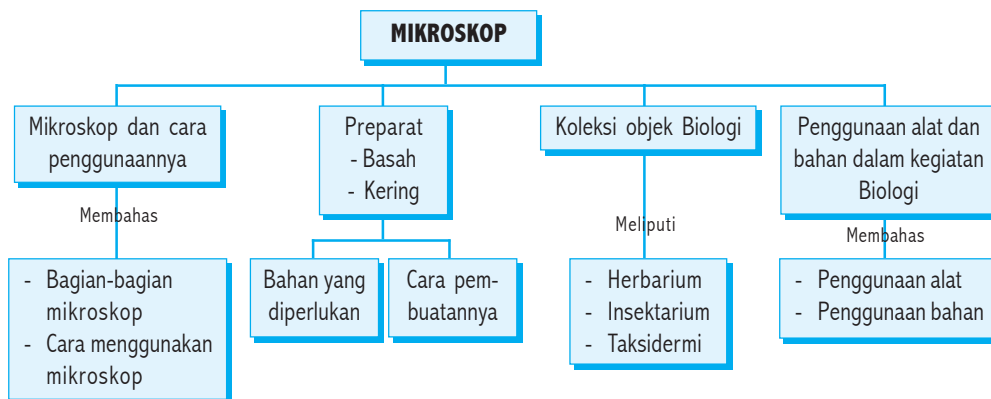 MIKROSKOP
Mikroskop dan cara
penggunaannya
Membahas
- Bagian-bagian
mikroskop
- Cara menggunakan
mikroskop
Preparat
- Basah
- Kering
Bahan yang
diperlukan
Cara pem-
buatannya
Koleksi objek Biologi
Meliputi
- Herbarium
- Insektarium
- Taksidermi
Penggunaan alat dan
bahan dalam kegiatan
Biologi
Membahas
- Penggunaan alat
- Penggunaan bahan